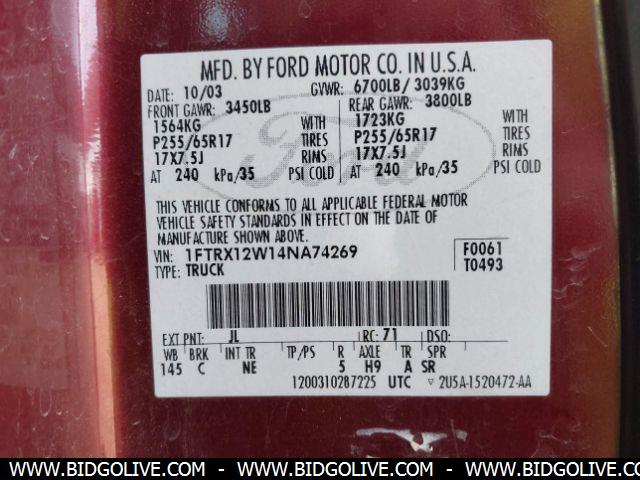 MFD. BY FORD MOTOR CO. IN U.S.A.
DATE: 10/03 GVWR: 6700LB/ 3039KG
FRONT GAWR: 3450LB REAR GAWR: 3800LB
1564KG WITH 1723KG WITH
P255/65R17 TIRES P255/65R17 TIRES
17X7.5J RIMS 17X7.5J RIMS
AT 240 kPa/35 PSI COLD AT 240 kPa/35 PSI COLD
Ford
THIS VEHICLE CONFORMS TO ALL APPLICABLE FEDERAL MOTOR
VEHICLE SAFETY STANDARDS IN EFFECT ON THE DATE OF
MANUFACTURE SHOWN ABOVE.
VIN: 1FTRX12W14NA74269 F0061
TYPE: TRUCK T0493
EXT PNT: JL RC: 71 DSO:
WB BRK INT TR TP/PS R AXLE TR SPR
145 C NE 5 H9 A SR
1200310287225 UTC ▽ 2U5A-1520472-AA
WWW.BIDGOLIVE.COM - WWW.BIDGOLIVE.COM - WWW.BIDGOLIVE.COM